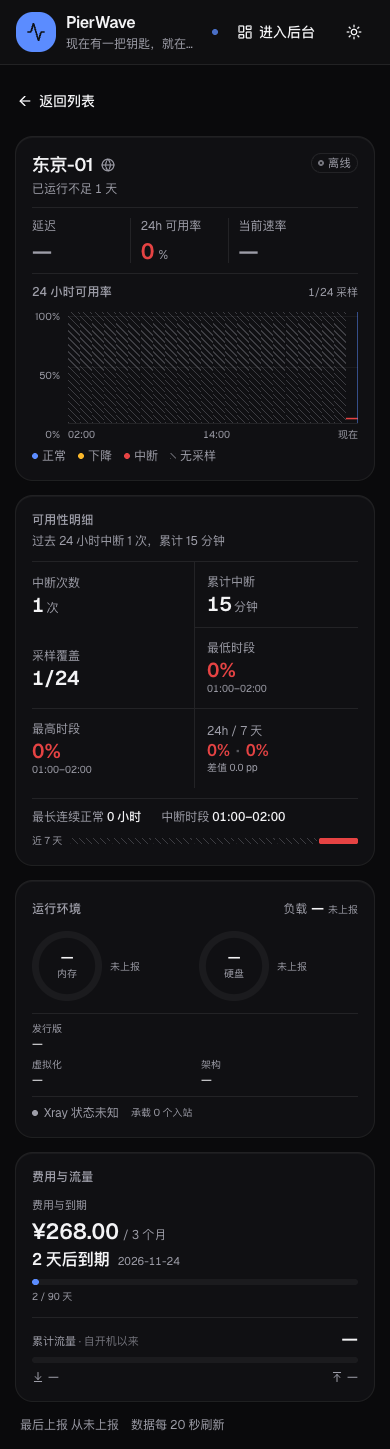 PierWave
现在有一把钥匙，就在…
进入后台
返回列表
东京-01
离线
已运行不足 1 天
延迟
24h 可用率
当前速率
—
0 %
—
24 小时可用率
1/24 采样
100%
50%
0%
02:00
14:00
现在
正常
下降
中断
无采样
可用性明细
过去 24 小时中断 1 次，累计 15 分钟
中断次数
1 次
累计中断
15 分钟
采样覆盖
1/24
最低时段
0%
01:00–02:00
最高时段
0%
01:00–02:00
24h / 7 天
0% · 0%
差值 0.0 pp
最长连续正常 0 小时
中断时段 01:00–02:00
近 7 天
运行环境
负载 — 未上报
—
内存
未上报
—
硬盘
未上报
发行版
—
虚拟化
—
架构
—
Xray 状态未知
承载 0 个入站
费用与流量
费用与到期
¥268.00 / 3 个月
2 天后到期 2026-11-24
2 / 90 天
累计流量 · 自开机以来
—
—
—
最后上报 从未上报
数据每 20 秒刷新